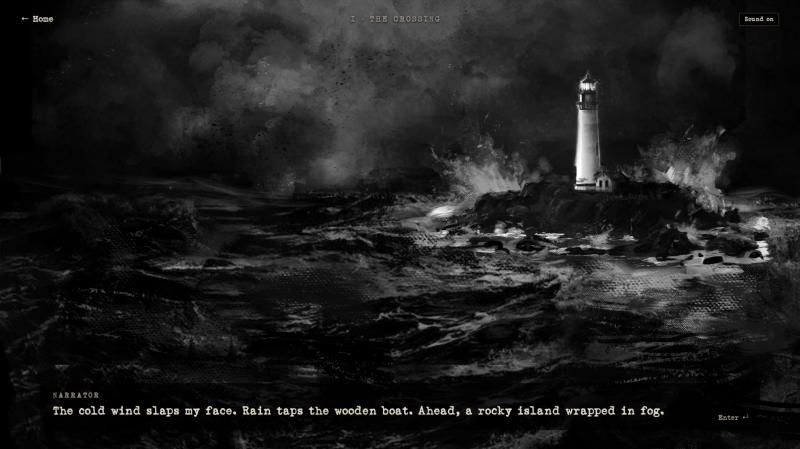 ← Home
I · THE CROSSING
Sound on
NARRATOR
The cold wind slaps my face. Rain taps the wooden boat. Ahead, a rocky island wrapped in fog.
Enter ↵